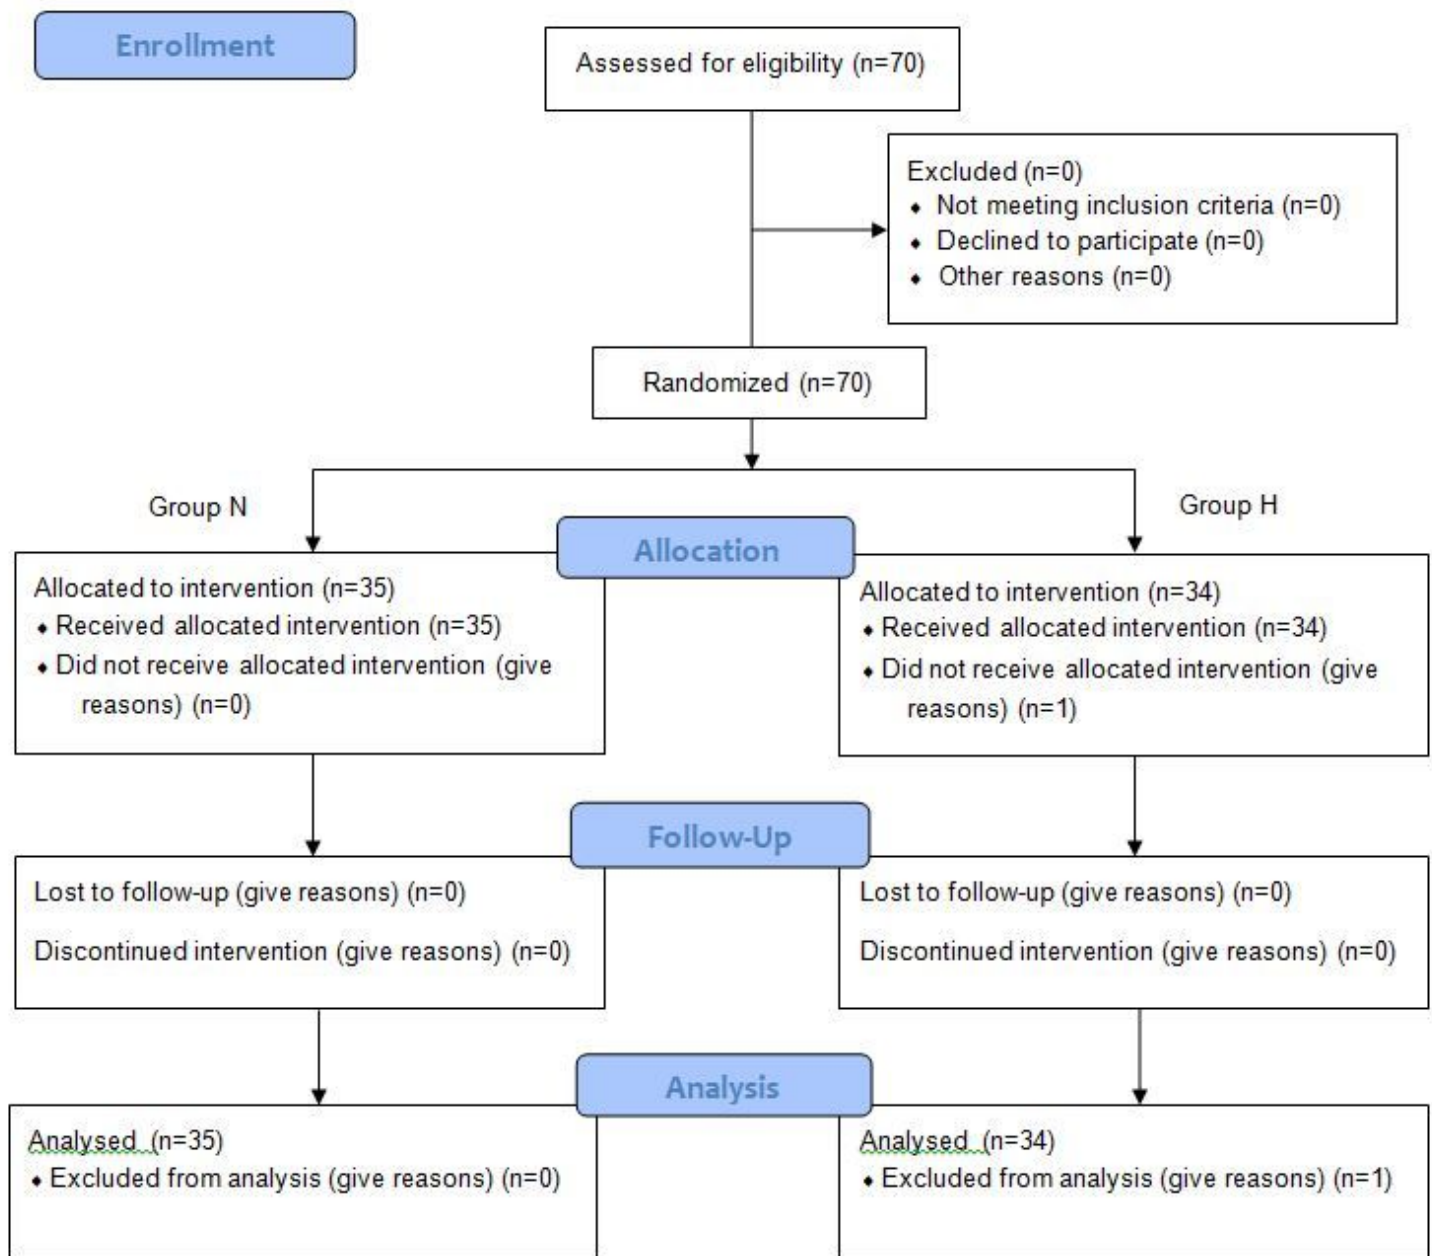 Enrollment
Assessed for eligibility (n=70)
Excluded (n=0)
⬥ Not meeting inclusion criteria (n=0)
⬥ Declined to participate (n=0)
⬥ Other reasons (n=0)
Randomized (n=70)
Group N
Group H
Allocation
Allocated to intervention (n=35)
⬥ Received allocated intervention (n=35)
⬥ Did not receive allocated intervention (give
reasons) (n=0)
Allocated to intervention (n=34)
⬥ Received allocated intervention (n=34)
⬥ Did not receive allocated intervention (give
reasons) (n=1)
Follow-Up
Lost to follow-up (give reasons) (n=0)
Discontinued intervention (give reasons) (n=0)
Lost to follow-up (give reasons) (n=0)
Discontinued intervention (give reasons) (n=0)
Analysis
Analysed (n=35)
⬥ Excluded from analysis (give reasons) (n=0)
Analysed (n=34)
⬥ Excluded from analysis (give reasons) (n=1)